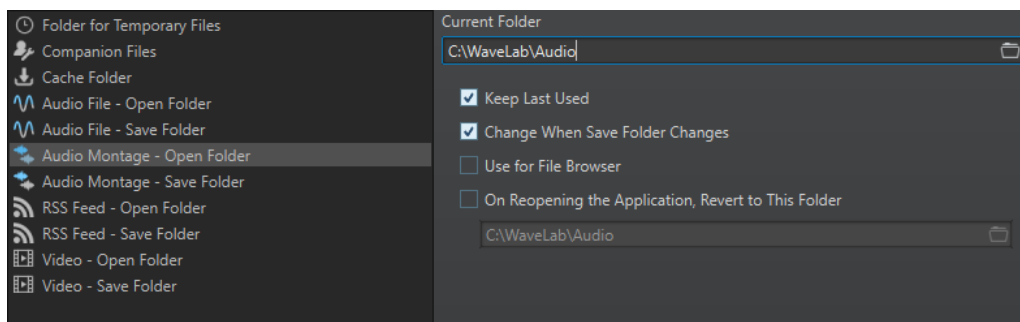 Folder for Temporary Files
Companion Files
Cache Folder
Audio File - Open Folder
Audio File - Save Folder
Audio Montage - Open Folder
Audio Montage - Save Folder
RSS Feed - Open Folder
RSS Feed - Save Folder
Video - Open Folder
Video - Save Folder
Current Folder
C:\WaveLab\Audio
Keep Last Used
Change When Save Folder Changes
Use for File Browser
On Reopening the Application, Revert to This Folder
C:\WaveLab\Audio